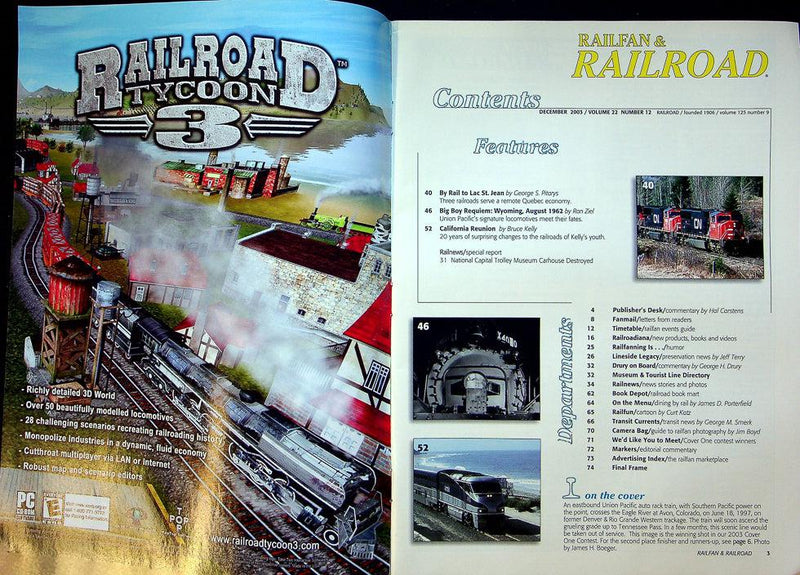 RAILROAD™
TYCOON
3
- Richly detailed 3D World
- Over 50 beautifully modelled locomotives
- 28 challenging scenarios recreating railroading history
- Monopolize industries in a dynamic, fluid economy
- Cutthroat multiplayer via LAN or Internet
- Robust map and scenario editors
PC
CD-ROM
EVERYONE
E
www.railroadtycoon3.com
RAILFAN &
RAILROAD
Contents
DECEMBER 2003 / VOLUME 22 NUMBER 12 RAILROAD / founded 1906 / volume 125 number 9
Features
40 By Rail to Lac St. Jean by George S. Pitarys
Three railroads serve a remote Quebec economy.
46 Big Boy Requiem: Wyoming, August 1962 by Ron Ziel
Union Pacific's signature locomotives meet their fates.
52 California Reunion by Bruce Kelly
20 years of surprising changes to the railroads of Kelly's youth.
Railnews/special report
31 National Capital Trolley Museum Carhouse Destroyed
40
CN
CN
46
X4000
52
Departments
4 Publisher's Desk/commentary by Hal Carstens
8 Fanmail/letters from readers
12 Timetable/railfan events guide
16 Railroadiana/new products, books and videos
25 Railfanning Is . . ./humor
26 Lineside Legacy/preservation news by Jeff Terry
32 Drury on Board/commentary by George H. Drury
32 Museum & Tourist Line Directory
34 Railnews/news stories and photos
62 Book Depot/railroad book mart
64 On the Menu/dining by rail by James D. Porterfield
65 Railfun/cartoon by Curt Katz
66 Transit Currents/transit news by George M. Smerk
70 Camera Bag/guide to railfan photography by Jim Boyd
71 We'd Like You to Meet/Cover One contest winners
72 Markers/editorial commentary
73 Advertising Index/the railfan marketplace
74 Final Frame
on the cover
An eastbound Union Pacific auto rack train, with Southern Pacific power on
the point, crosses the Eagle River at Avon, Colorado, on June 18, 1997, on
former Denver & Rio Grande Western trackage. The train will soon ascend the
grueling grade up to Tennessee Pass. In a few months, this scenic line would
be taken out of service. This image is the winning shot in our 2003 Cover
One Contest. For the second place finisher and runners-up, see page 6. Photo
by James H. Boeger.
RAILFAN & RAILROAD 3